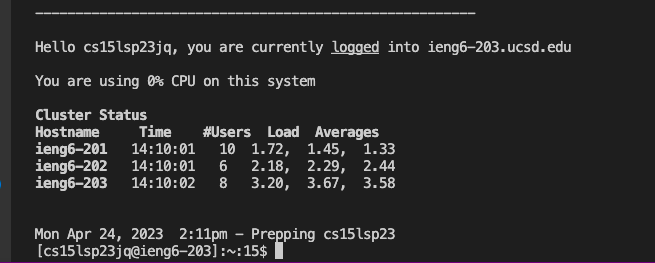 Hello cs15lsp23jq, you are currently logged into ieng6-203.ucsd.edu
You are using 0% CPU on this system
Cluster Status
Hostname Time #Users Load Averages
ieng6-201 14:10:01 10 1.72, 1.45, 1.33
ieng6-202 14:10:01 6 2.18, 2.29, 2.44
ieng6-203 14:10:02 8 3.20, 3.67, 3.58
Mon Apr 24, 2023 2:11pm - Prepping cs15lsp23
[cs15lsp23jq@ieng6-203]:~:15$